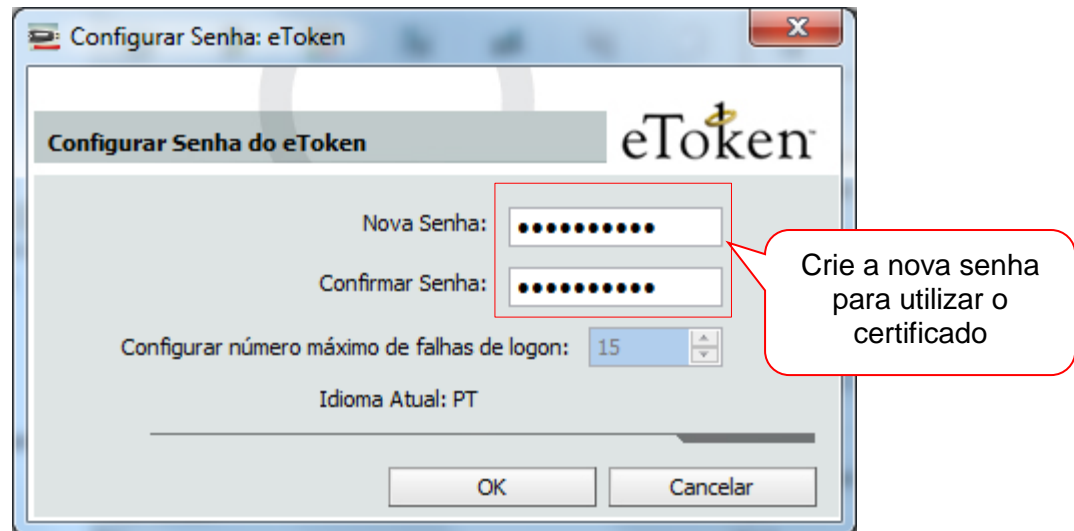 Configurar Senha: eToken
Configurar Senha do eToken
eToken
Nova Senha: ••••••••••
Confirmar Senha: ••••••••••
Crie a nova senha
para utilizar o
certificado
Configurar número máximo de falhas de logon: 15
Idioma Atual: PT
OK
Cancelar